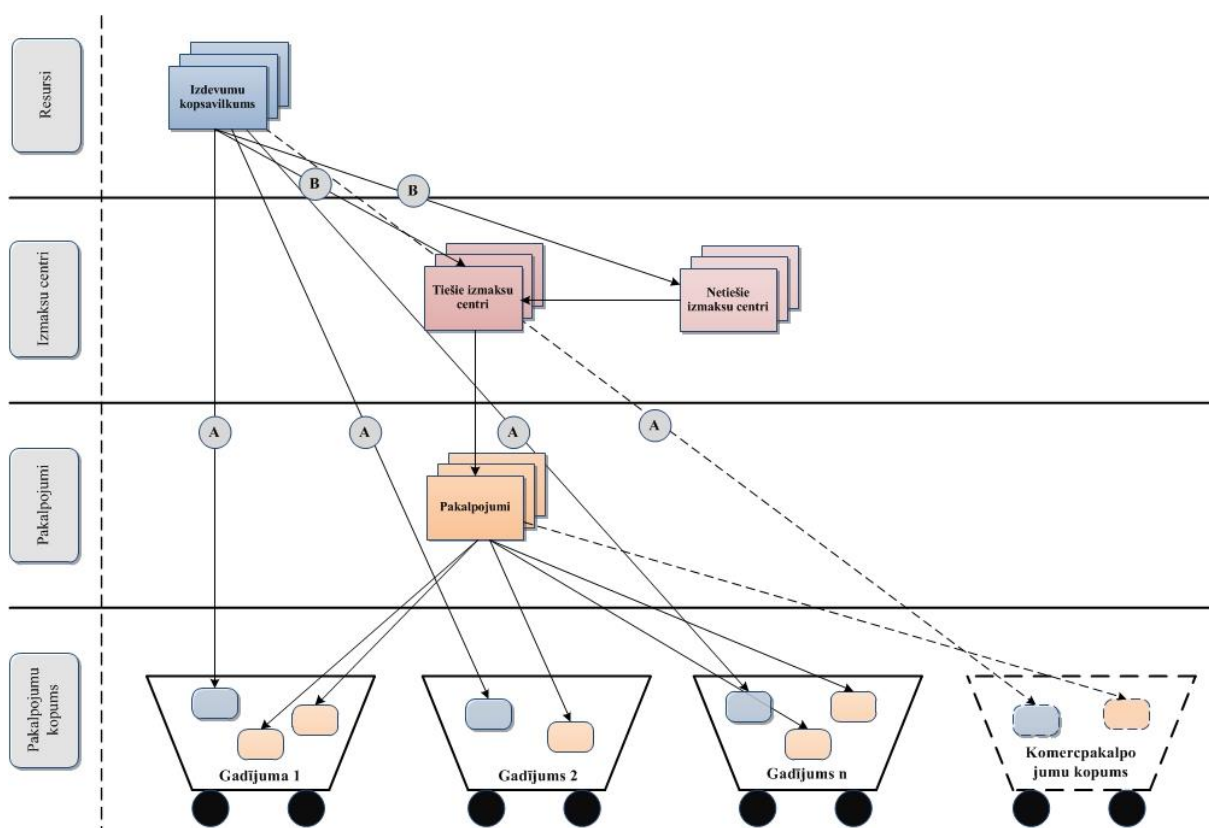 Resursi
Izdevumu
kopsavilkums
B
B
Izmaksu centri
Tiešie izmaksu
centri
Netiešie
izmaksu centri
A
A
A
A
Pakalpojumi
Pakalpojumi
Pakalpojumu
kopums
Gadījuma 1
Gadījums 2
Gadījums n
Komercpakalpo
jumu kopums